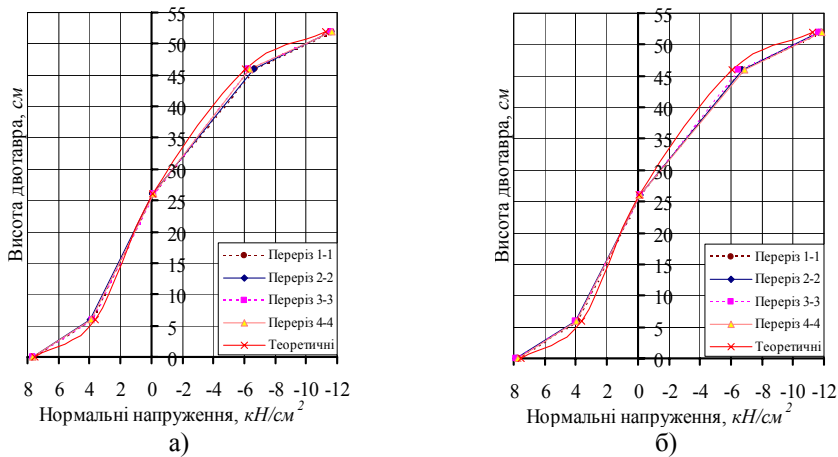 55
50
45
40
35
30
25
20
15
10
5
0
8 6 4 2 0 -2 -4 -6 -8 -10 -12
Висота двотавра, см
Нормальні напруження, кН/см²
Переріз 1-1
Переріз 2-2
Переріз 3-3
Переріз 4-4
Теоретичні
а)
55
50
45
40
35
30
25
20
15
10
5
0
8 6 4 2 0 -2 -4 -6 -8 -10 -12
Висота двотавра, см
Нормальні напруження, кН/см²
Переріз 1-1
Переріз 2-2
Переріз 3-3
Переріз 4-4
Теоретичні
б)